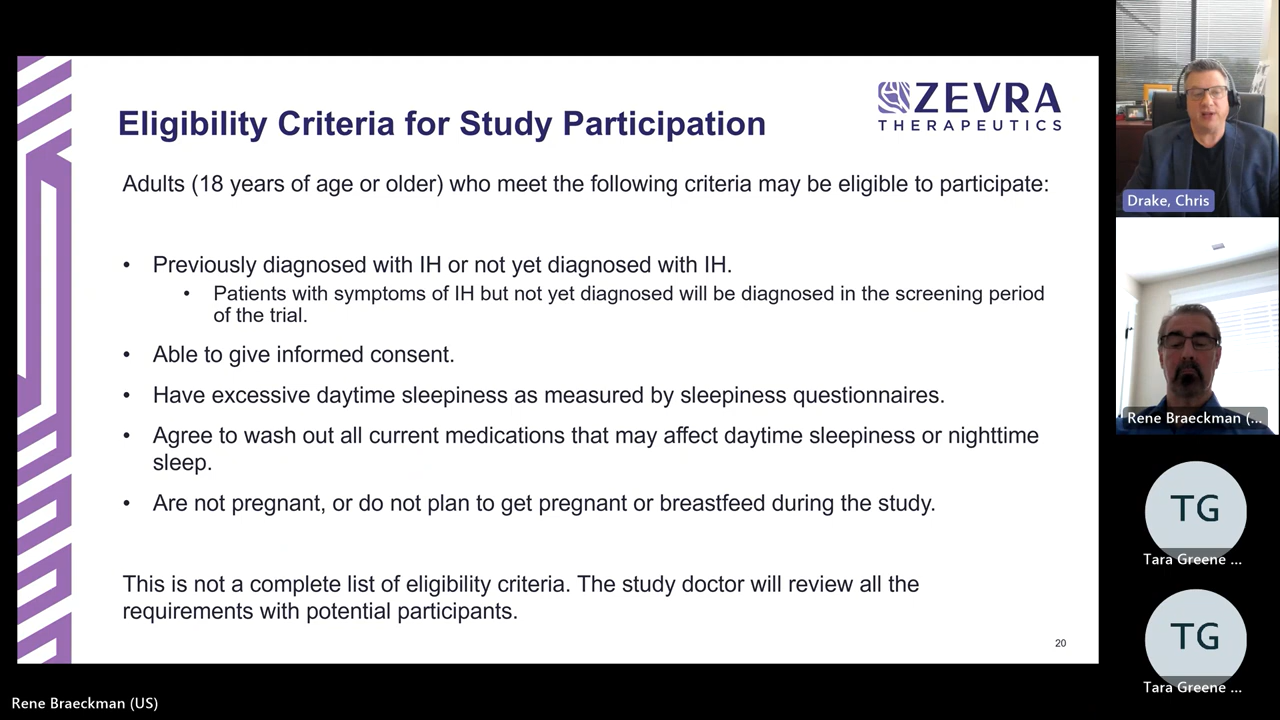 ZEVRA
THERAPEUTICS
Eligibility Criteria for Study Participation
Adults (18 years of age or older) who meet the following criteria may be eligible to participate:
• Previously diagnosed with IH or not yet diagnosed with IH.
• Patients with symptoms of IH but not yet diagnosed will be diagnosed in the screening period
of the trial.
• Able to give informed consent.
• Have excessive daytime sleepiness as measured by sleepiness questionnaires.
• Agree to wash out all current medications that may affect daytime sleepiness or nighttime
sleep.
• Are not pregnant, or do not plan to get pregnant or breastfeed during the study.
This is not a complete list of eligibility criteria. The study doctor will review all the
requirements with potential participants.
20
Drake, Chris
Rene Braeckman (...
TG
Tara Greene ...
TG
Tara Greene ...
Rene Braeckman (US)